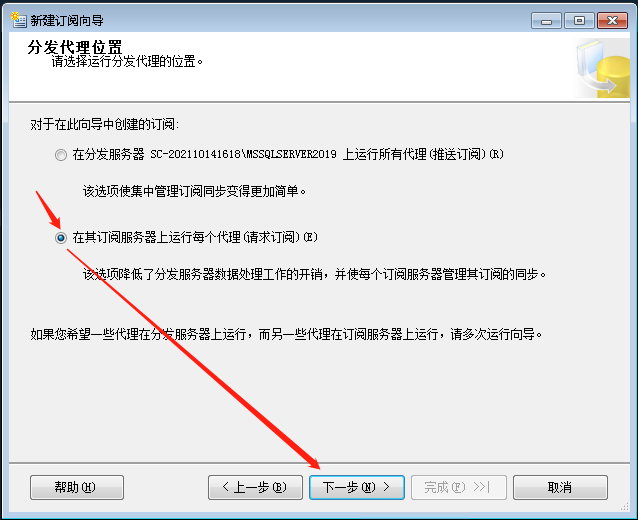 新建订阅向导
分发代理位置
请选择运行分发代理的位置。
对于在此向导中创建的订阅:
在分发服务器 SC-202110141618\MSSQLSERVER2019 上运行所有代理(推送订阅)(R)
该选项使集中管理订阅同步变得更加简单。
在其订阅服务器上运行每个代理(请求订阅)(E)
该选项降低了分发服务器数据处理工作的开销，并使每个订阅服务器管理其订阅的同步。
如果您希望一些代理在分发服务器上运行，而另一些代理在订阅服务器上运行，请多次运行向导。
帮助(H) < 上一步(B) 下一步(N) > 完成(F) >>| 取消